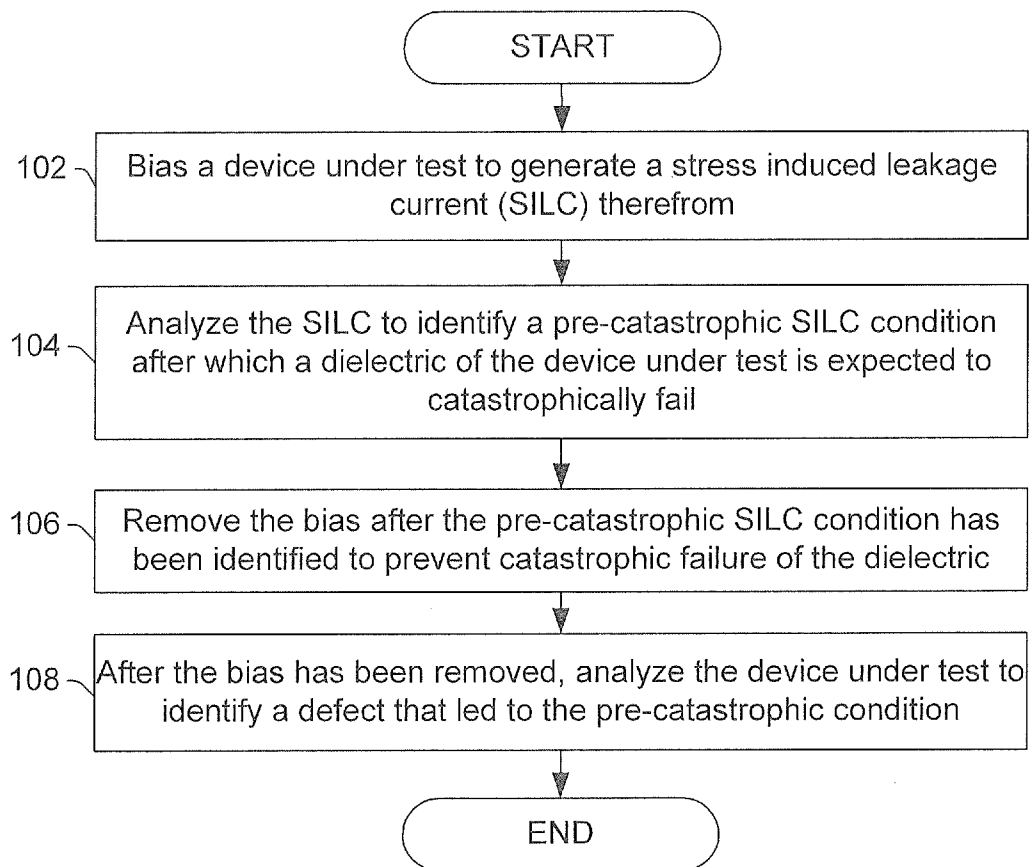 START
102
Bias a device under test to generate a stress induced leakage
current (SILC) therefrom
104
Analyze the SILC to identify a pre-catastrophic SILC condition
after which a dielectric of the device under test is expected to
catastrophically fail
106
Remove the bias after the pre-catastrophic SILC condition has
been identified to prevent catastrophic failure of the dielectric
108
After the bias has been removed, analyze the device under test to
identify a defect that led to the pre-catastrophic condition
END